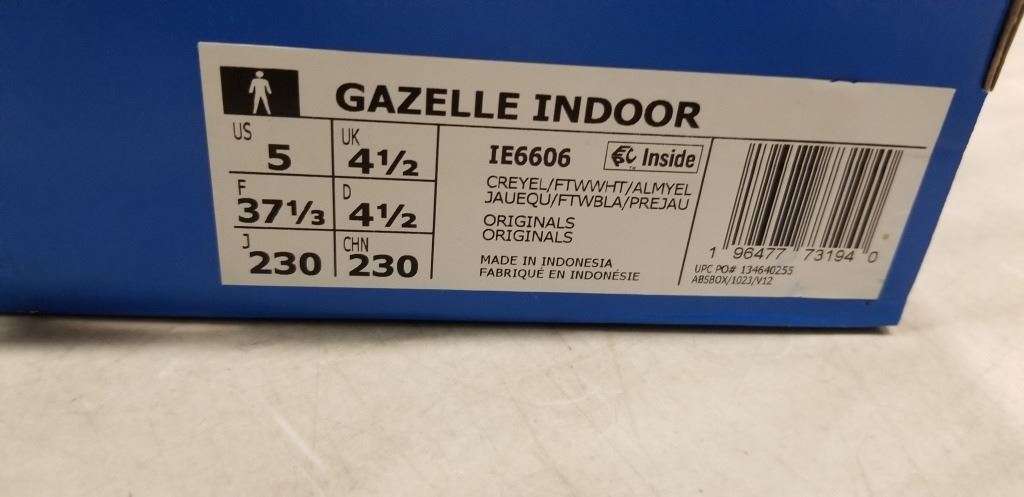 GAZELLE INDOOR
US
5
UK
4½
F
37⅓
D
4½
J
230
CHN
230
IE6606
Inside
CREYEL/FTWWHT/ALMYEL
JAUEQU/FTWBLA/PREJAU
ORIGINALS
ORIGINALS
MADE IN INDONESIA
FABRIQUÉ EN INDONÉSIE
1 96477 73194 0
UPC PO# 134640255
ABSBOX/1023/V12